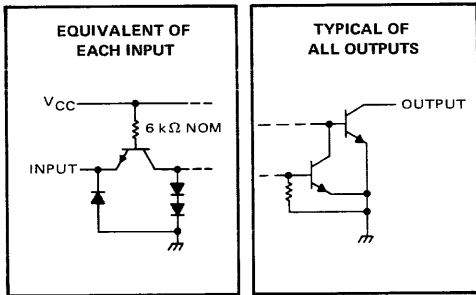 EQUIVALENT OF
EACH INPUT
VCC
6 kΩ NOM
INPUT
TYPICAL OF
ALL OUTPUTS
OUTPUT